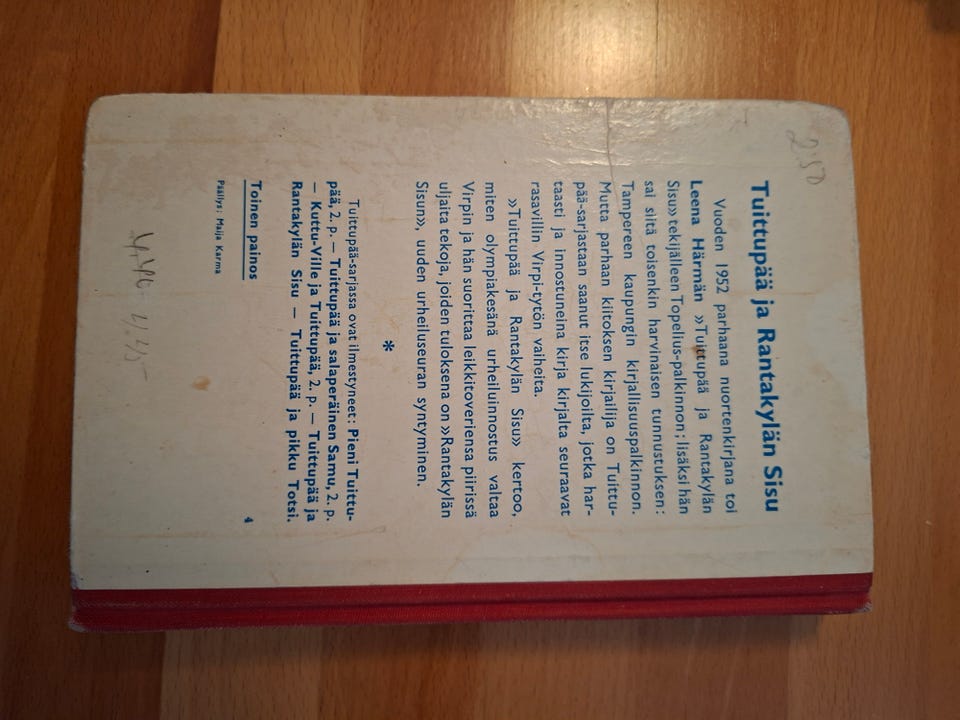 2:50
Tuittupää ja Rantakylän Sisu
Vuoden 1952 parhaana nuortenkirjana toi
Leena Härmän »Tuittupää ja Rantakylän
Sisu» tekijälleen Topelius-palkinnon; lisäksi hän
sai siitä toisenkin harvinaisen tunnustuksen:
Tampereen kaupungin kirjallisuuspalkinnon.
Mutta parhaan kiitoksen kirjailija on Tuittu-
pää-sarjastaan saanut itse lukijoilta, jotka har-
taasti ja innostuneina kirja kirjalta seuraavat
rasavillin Virpi-tytön vaiheita.
»Tuittupää ja Rantakylän Sisu» kertoo,
miten olympiakesänä urheiluinnostus valtaa
Virpin ja hän suorittaa leikkitoveriensa piirissä
uljaita tekoja, joiden tuloksena on »Rantakylän
Sisun», uuden urheiluseuran syntyminen.
*
Tuittupää-sarjassa ovat ilmestyneet: Pieni Tuittu-
pää, 2. p. — Tuittupää ja salaperäinen Samu, 2. p.
— Kuttu-Ville ja Tuittupää, 2. p. — Tuittupää ja
Rantakylän Sisu — Tuittupää ja pikku Totsi.
Toinen painos
4
Päällys: Maija Karma